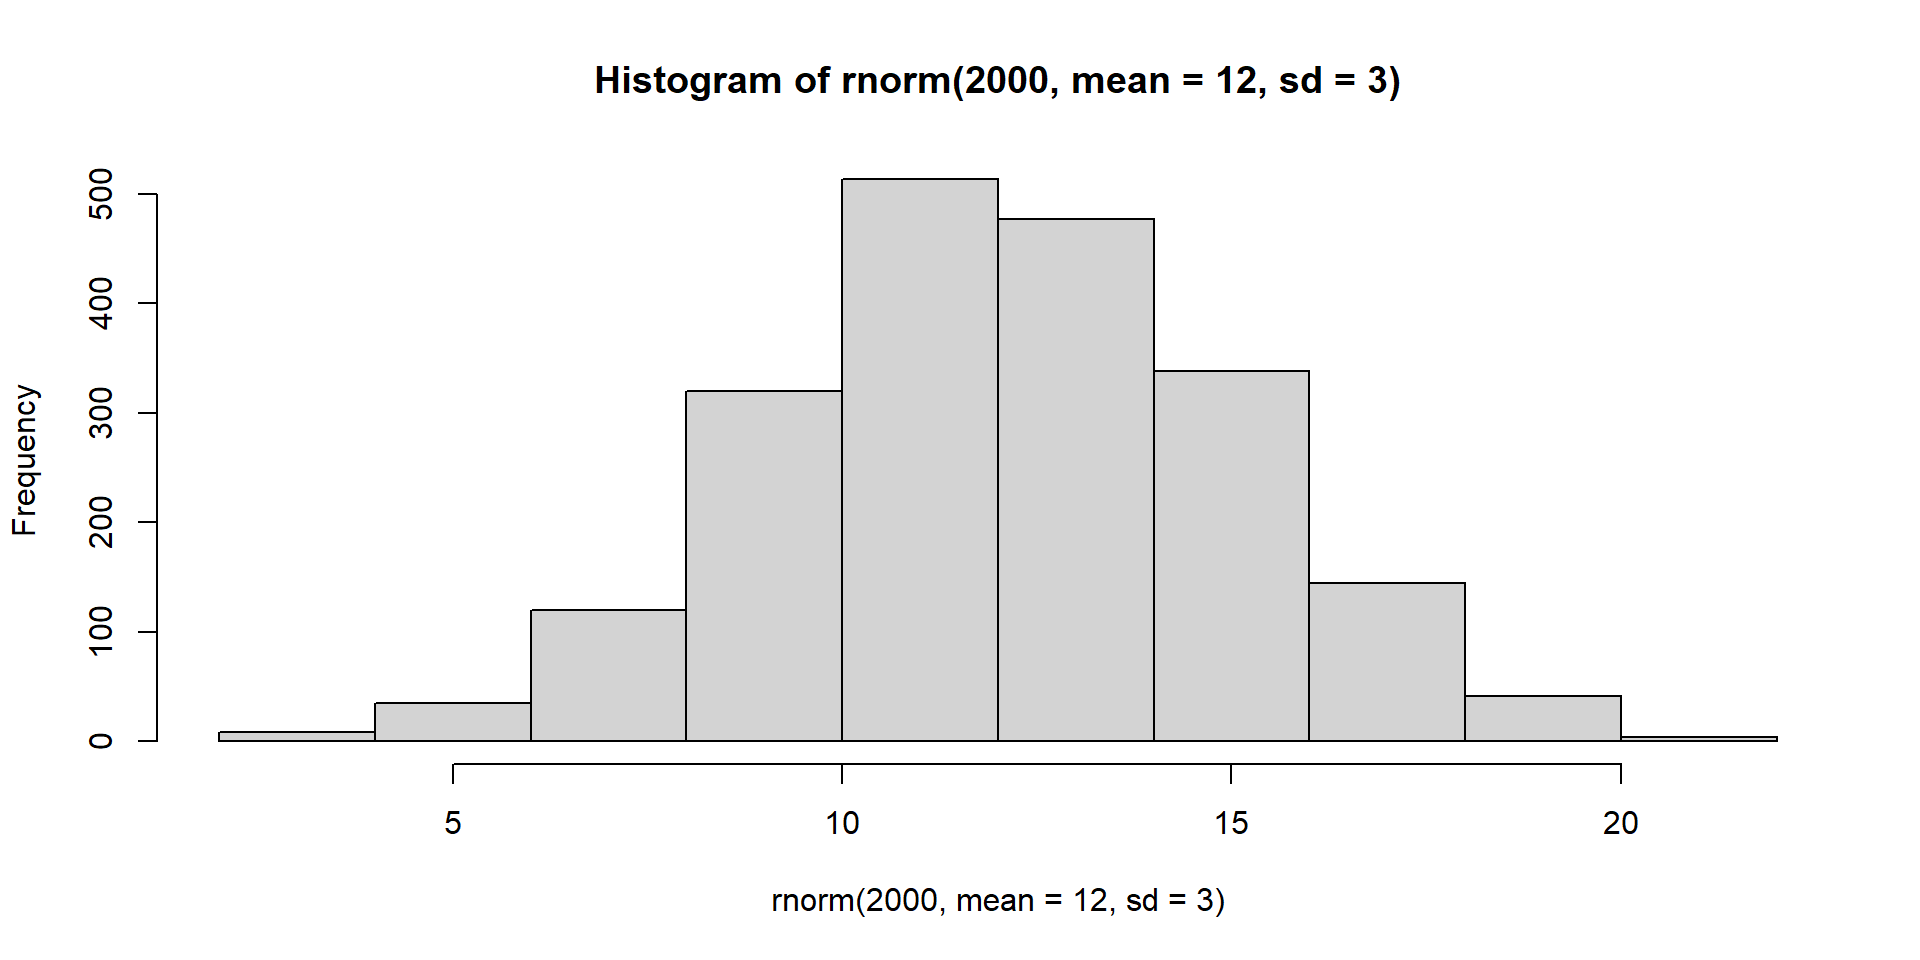 Histogram of rnorm(2000, mean = 12, sd = 3)
Frequency
500
400
300
200
100
0
5 10 15 20
rnorm(2000, mean = 12, sd = 3)